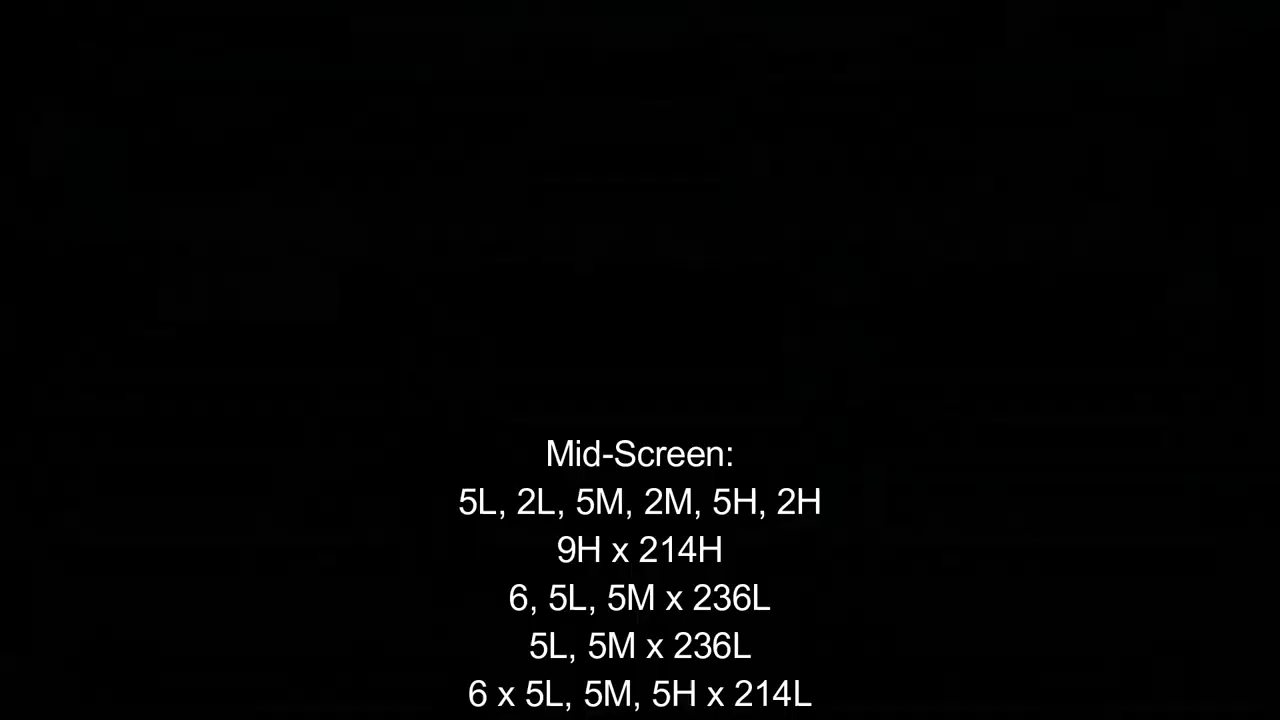 Mid-Screen:
5L, 2L, 5M, 2M, 5H, 2H
9H x 214H
6, 5L, 5M x 236L
5L, 5M x 236L
6 x 5L, 5M, 5H x 214L